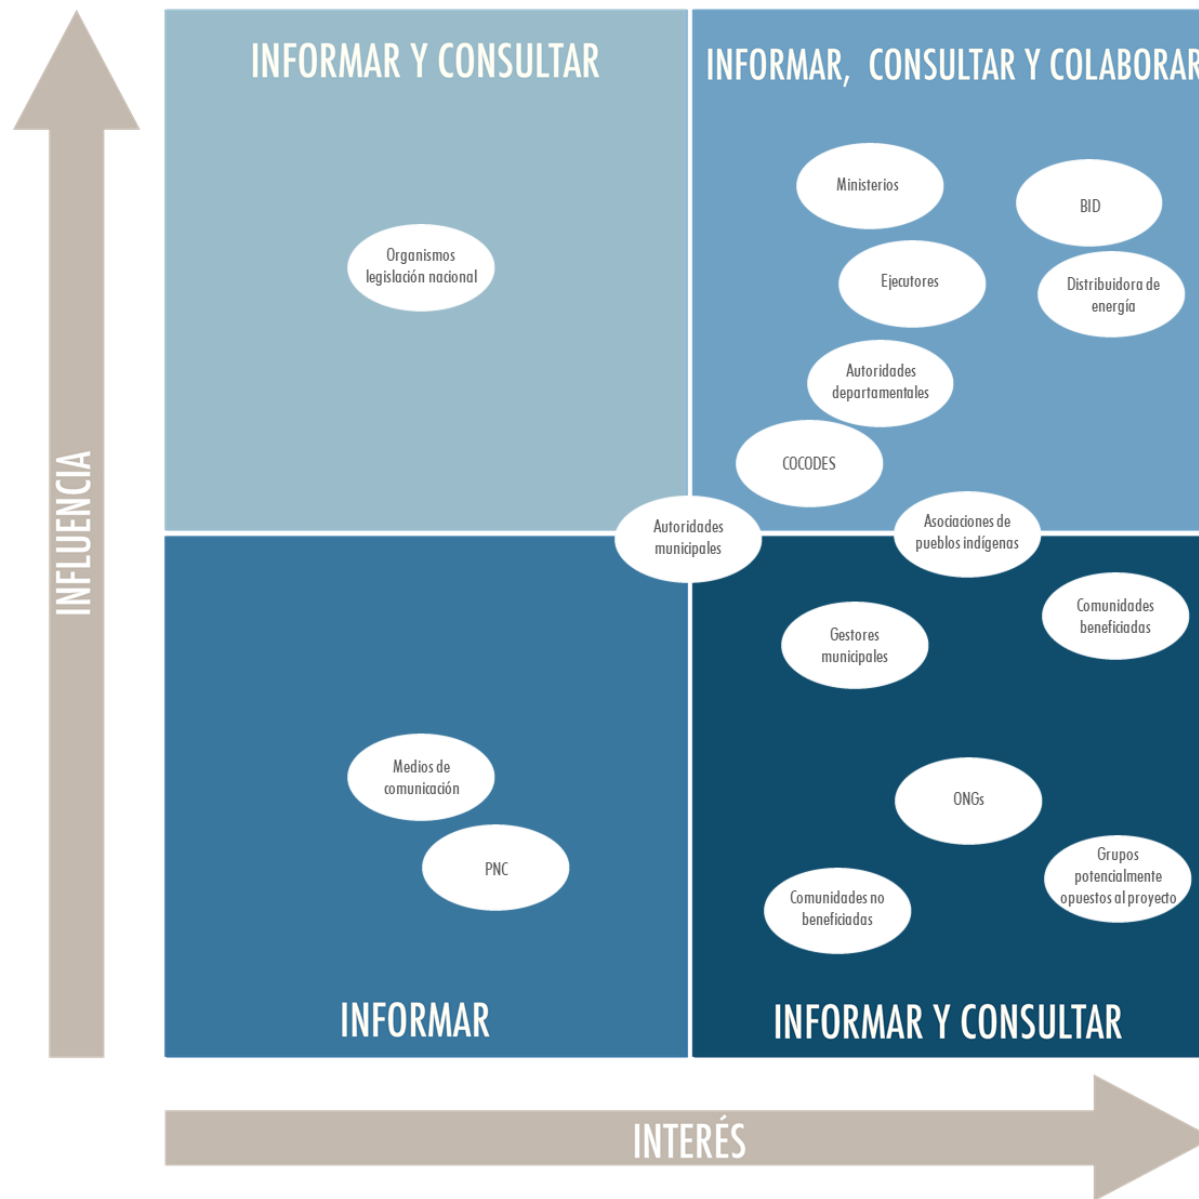 INFORMAR Y CONSULTAR
INFORMAR, CONSULTAR Y COLABORAR
Ministerios
BID
Organismos
legislación nacional
Ejecutores
Distribuidora de
energía
Autoridades
departamentales
COCODES
Autoridades
municipales
Asociaciones de
pueblos indígenas
Comunidades
beneficiadas
Gestores
municipales
Medios de
comunicación
PNC
ONGs
Grupos
potencialmente
opuestos al proyecto
Comunidades no
beneficiadas
INFORMAR
INFORMAR Y CONSULTAR
INFLUENCIA
INTERÉS